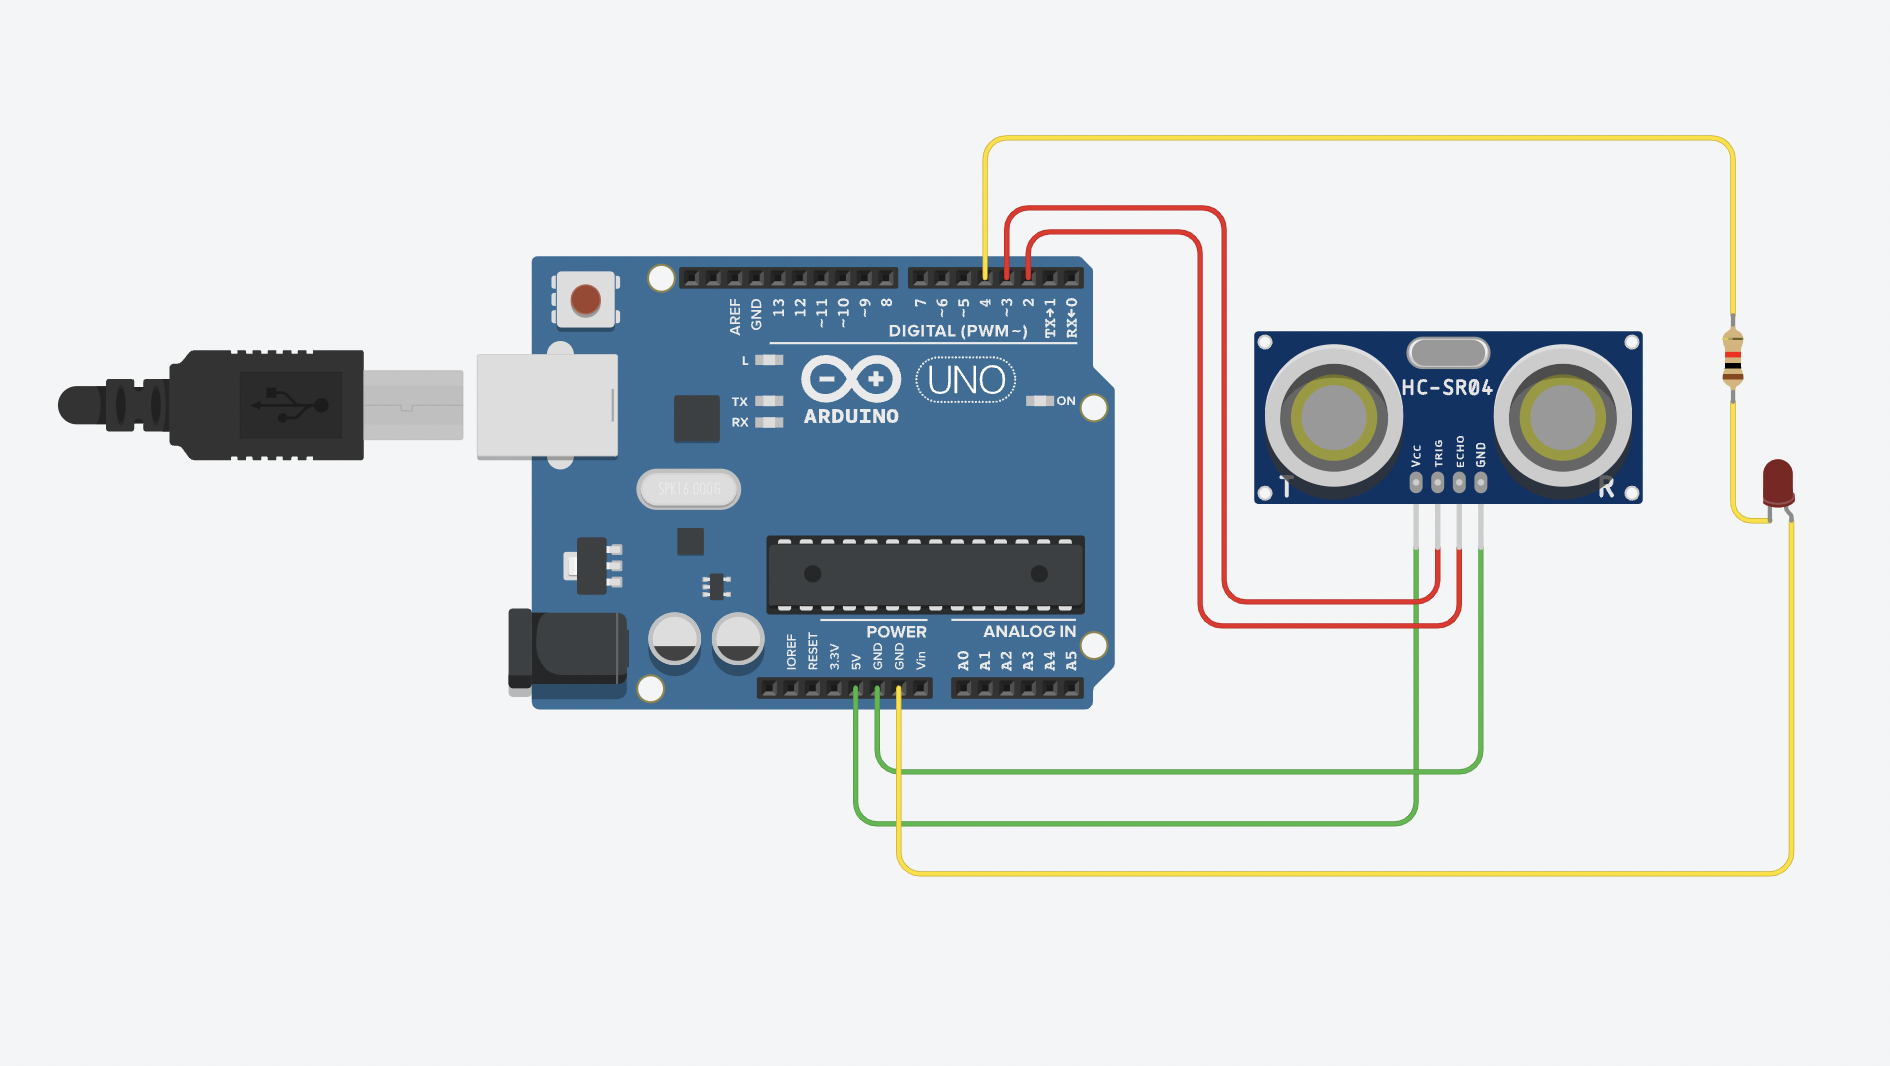 AREF
GND
13
12
~11
~10
~9
8
7
~6
~5
4
~3
2
TX→1
RX←0
DIGITAL (PWM~)
L
TX
RX
ARDUINO
UNO
ON
SPK16.000G
HC-SR04
Vcc
TRIG
ECHO
GND
T
R
POWER
ANALOG IN
IOREF
RESET
3.3V
5V
GND
GND
Vin
A0
A1
A2
A3
A4
A5